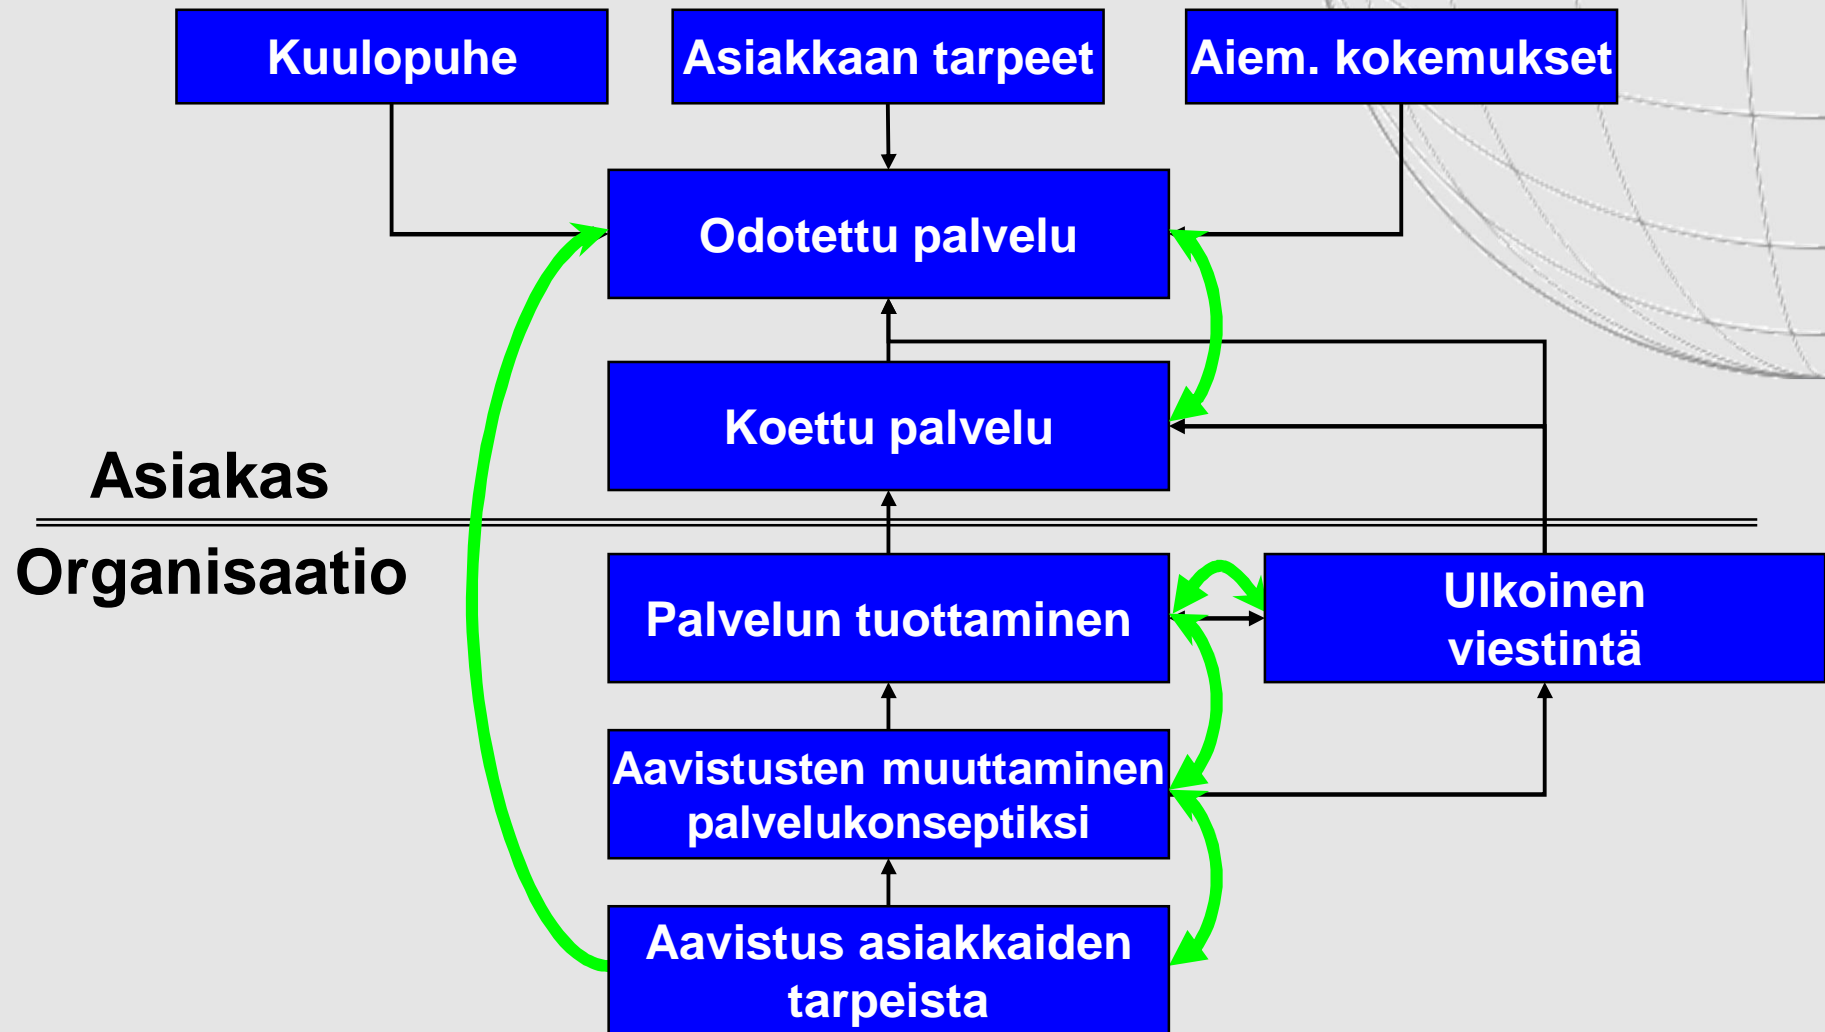 Kuulopuhe
Asiakkaan tarpeet
Aiem. kokemukset
Odotettu palvelu
Koettu palvelu
Asiakas
Organisaatio
Palvelun tuottaminen
Ulkoinen
viestintä
Aavistusten muuttaminen
palvelukonseptiksi
Aavistus asiakkaiden
tarpeista